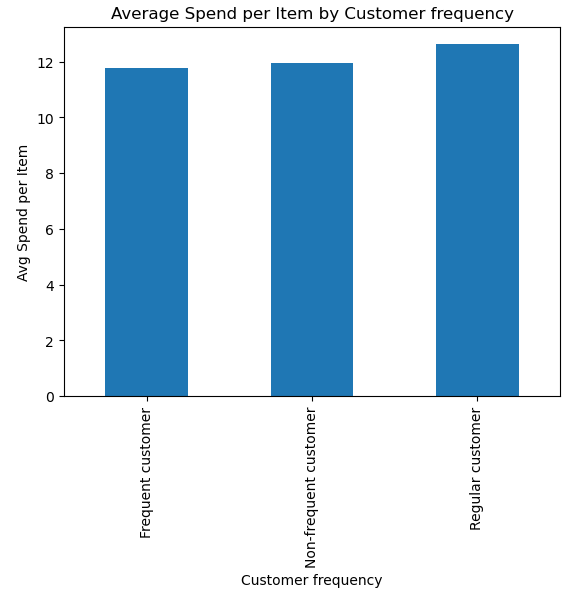 Average Spend per Item by Customer frequency
Avg Spend per Item
12
10
8
6
4
2
0
Frequent customer
Non-frequent customer
Regular customer
Customer frequency